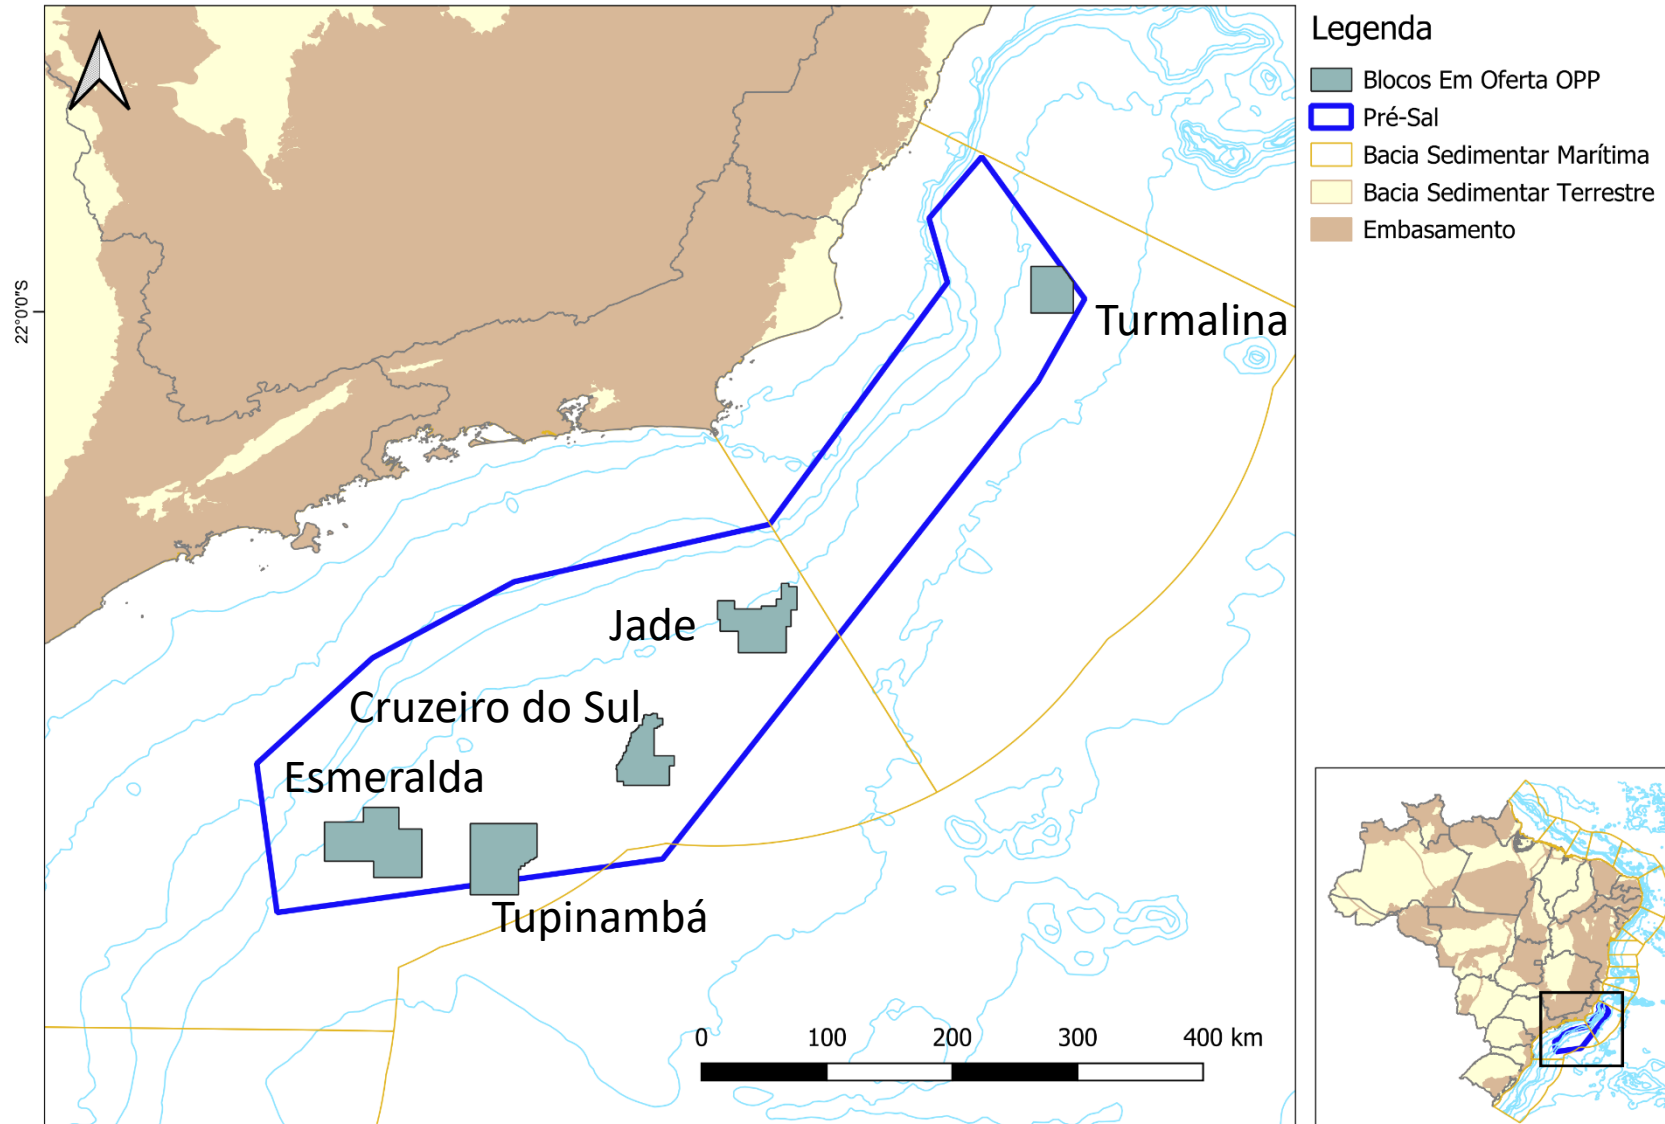 Legenda
Blocos Em Oferta OPP
Pré-Sal
Bacia Sedimentar Marítima
Bacia Sedimentar Terrestre
Embasamento
22°0'0"S
Turmalina
Jade
Cruzeiro do Sul
Esmeralda
Tupinambá
0 100 200 300 400 km